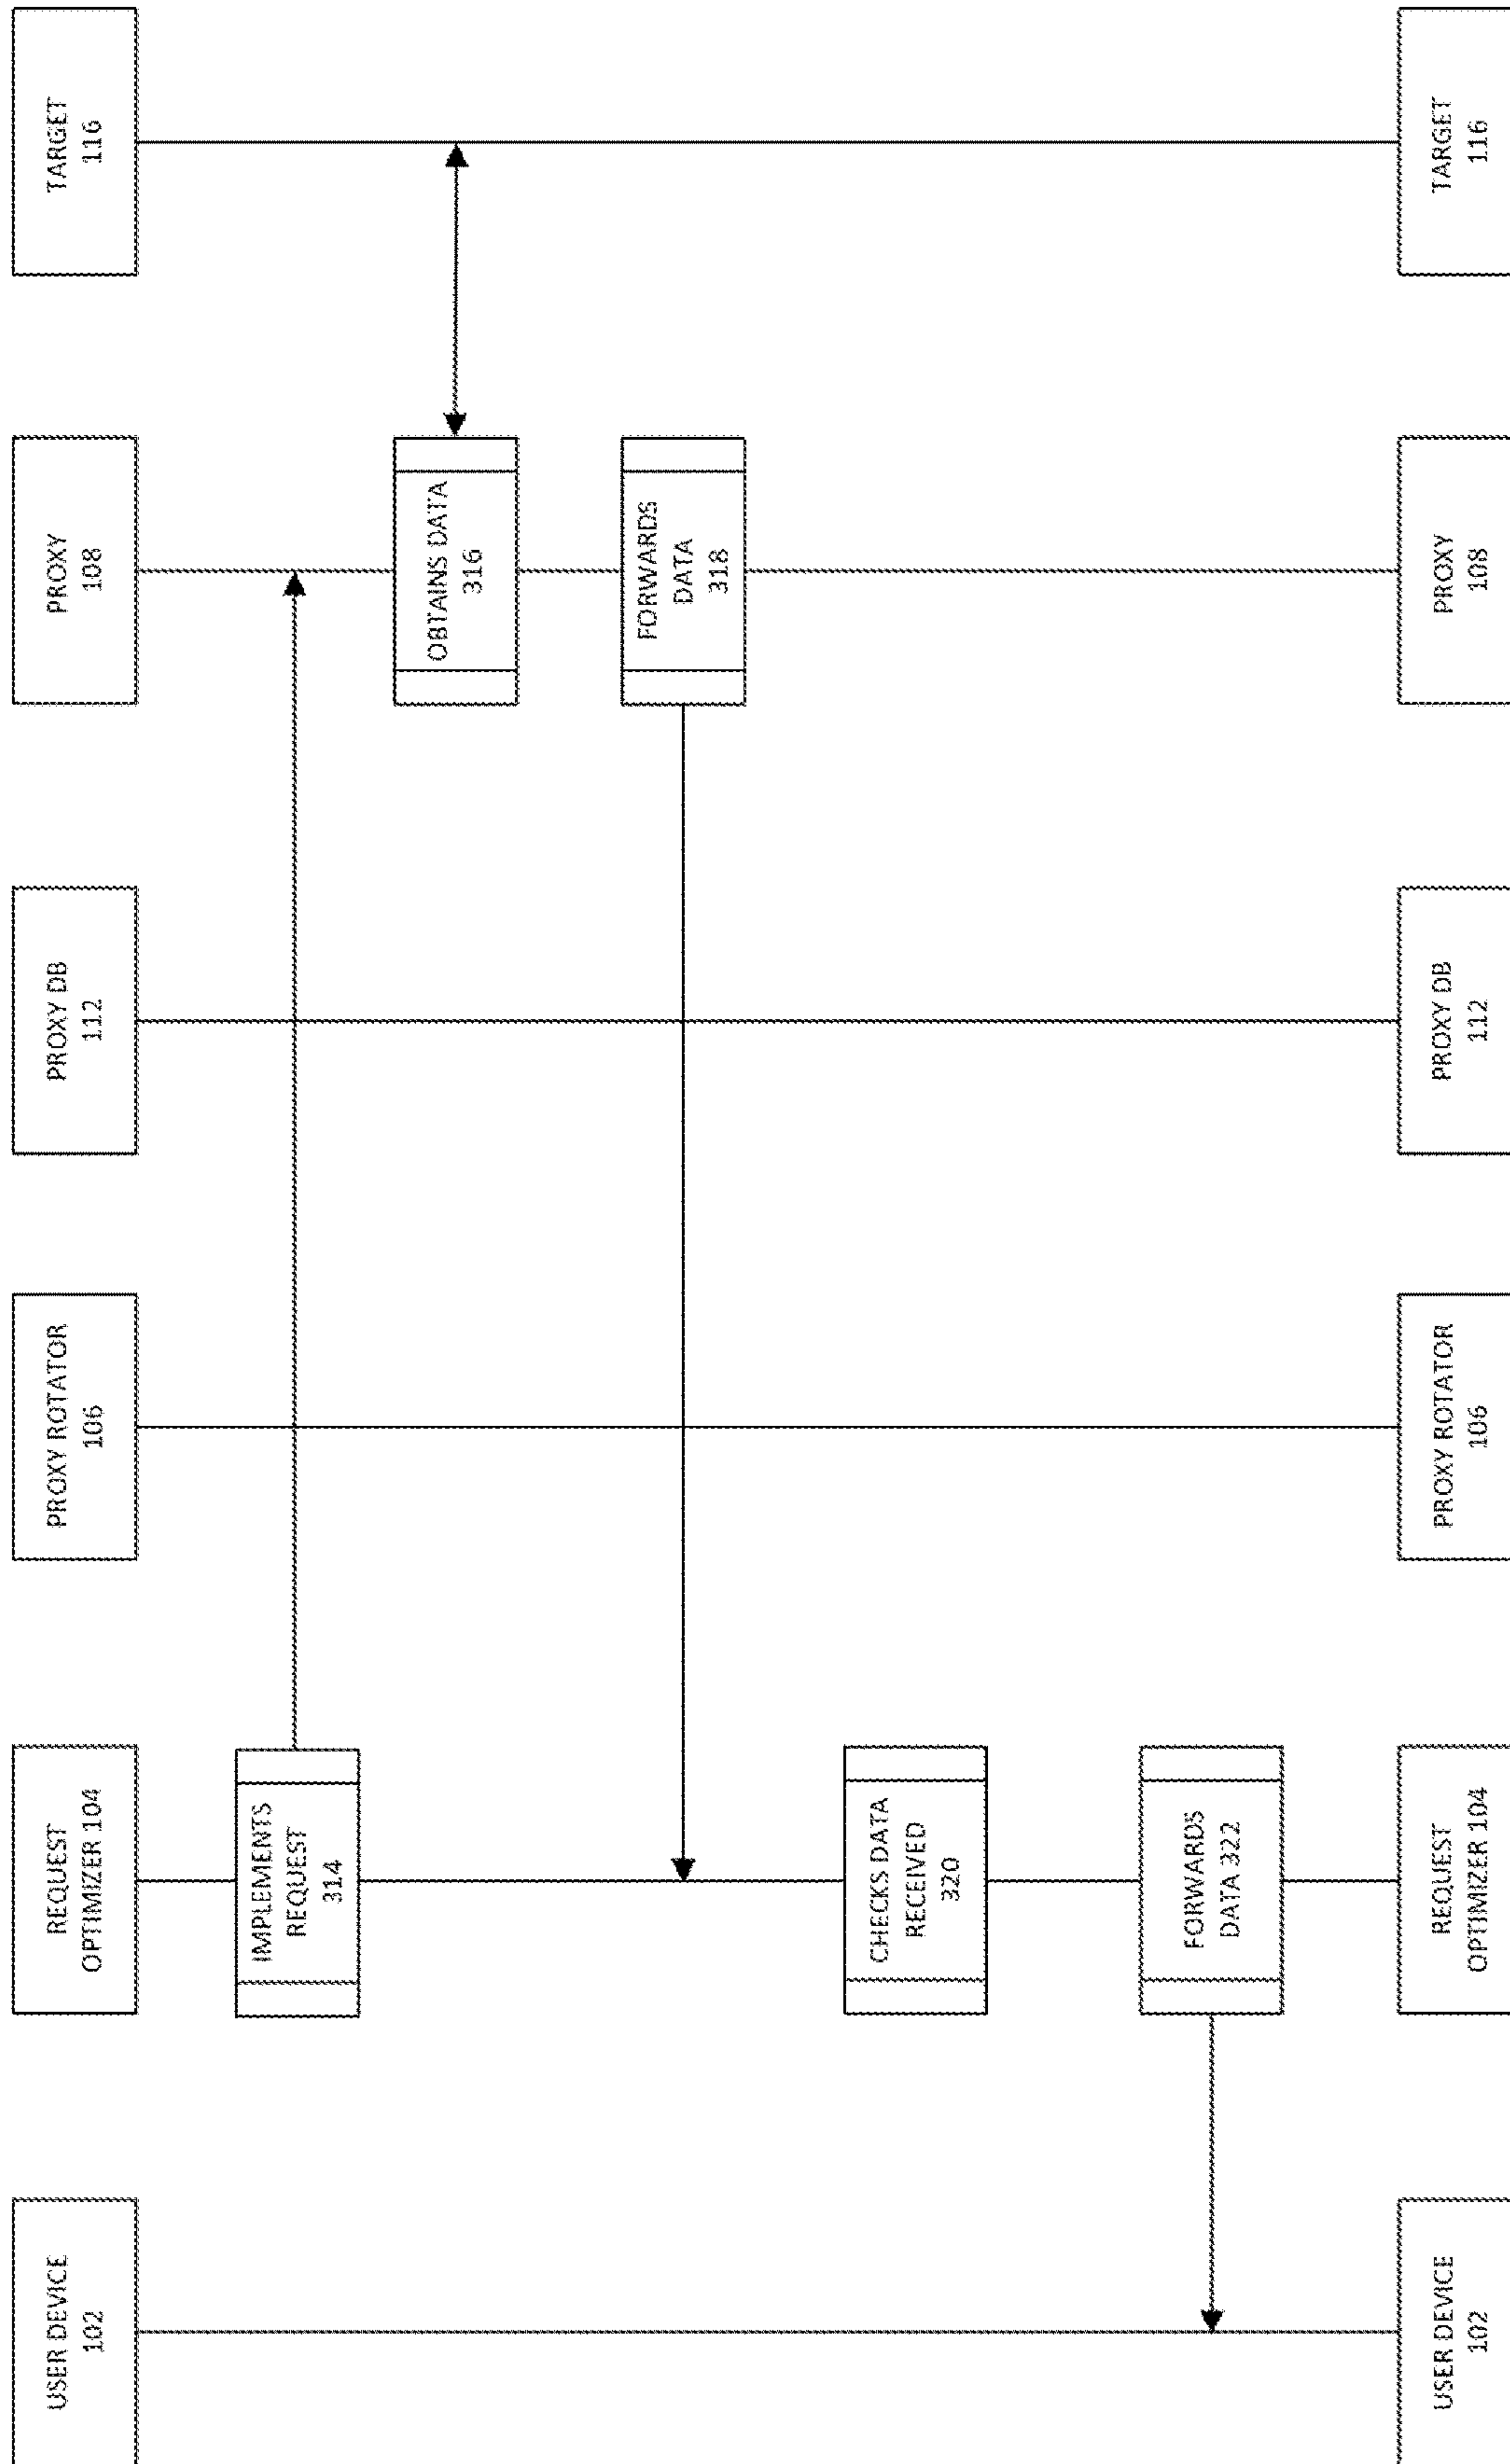 USER DEVICE
102
REQUEST
OPTIMIZER 104
PROXY ROTATOR
106
PROXY DB
112
PROXY
108
TARGET
116
IMPLEMENTS
REQUEST
314
OBTAINS DATA
316
FORWARDS
DATA
318
CHECKS DATA
RECEIVED
320
FORWARDS
DATA 322
USER DEVICE
102
REQUEST
OPTIMIZER 104
PROXY ROTATOR
106
PROXY DB
112
PROXY
108
TARGET
116